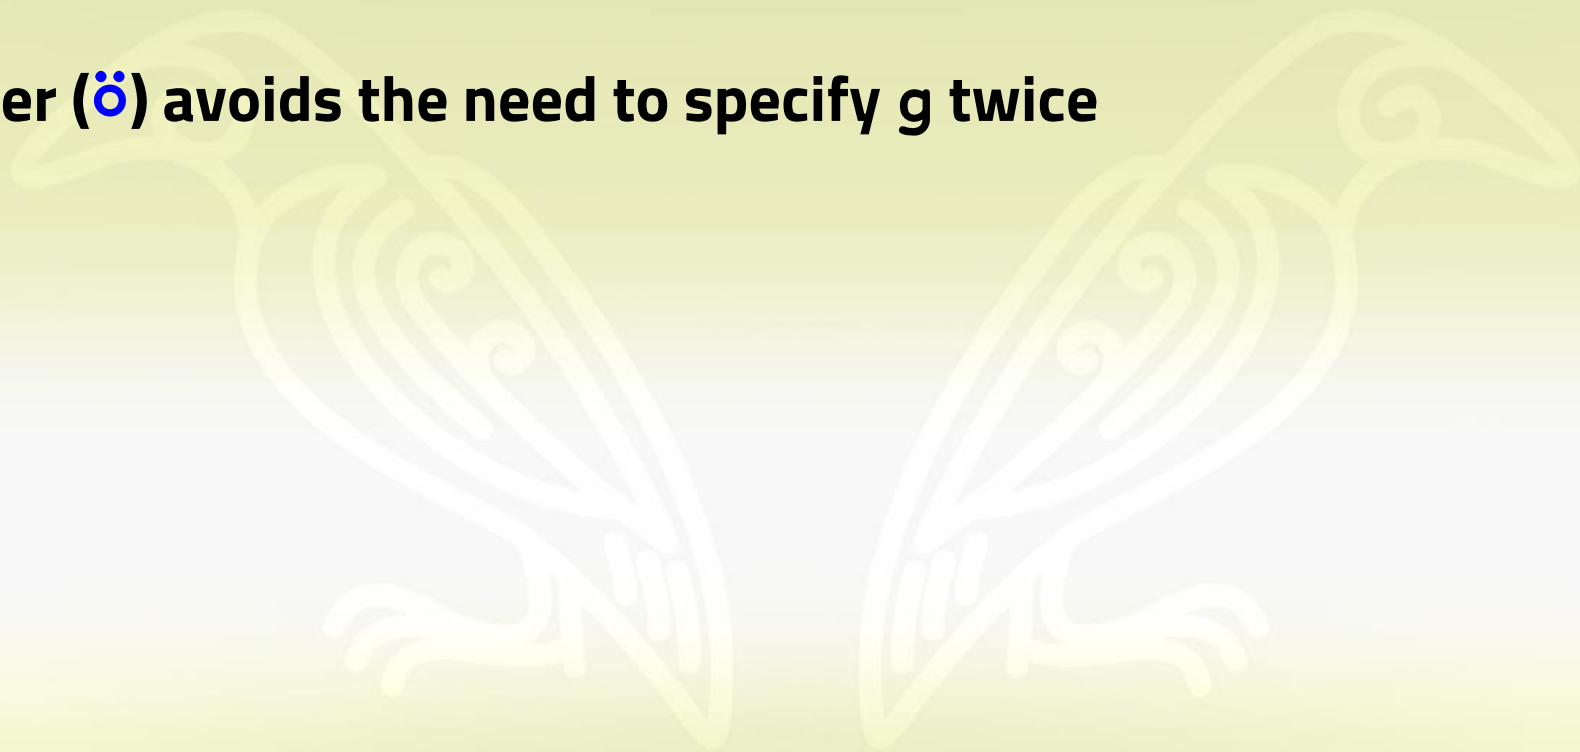 er (⍥) avoids the need to specify g twice